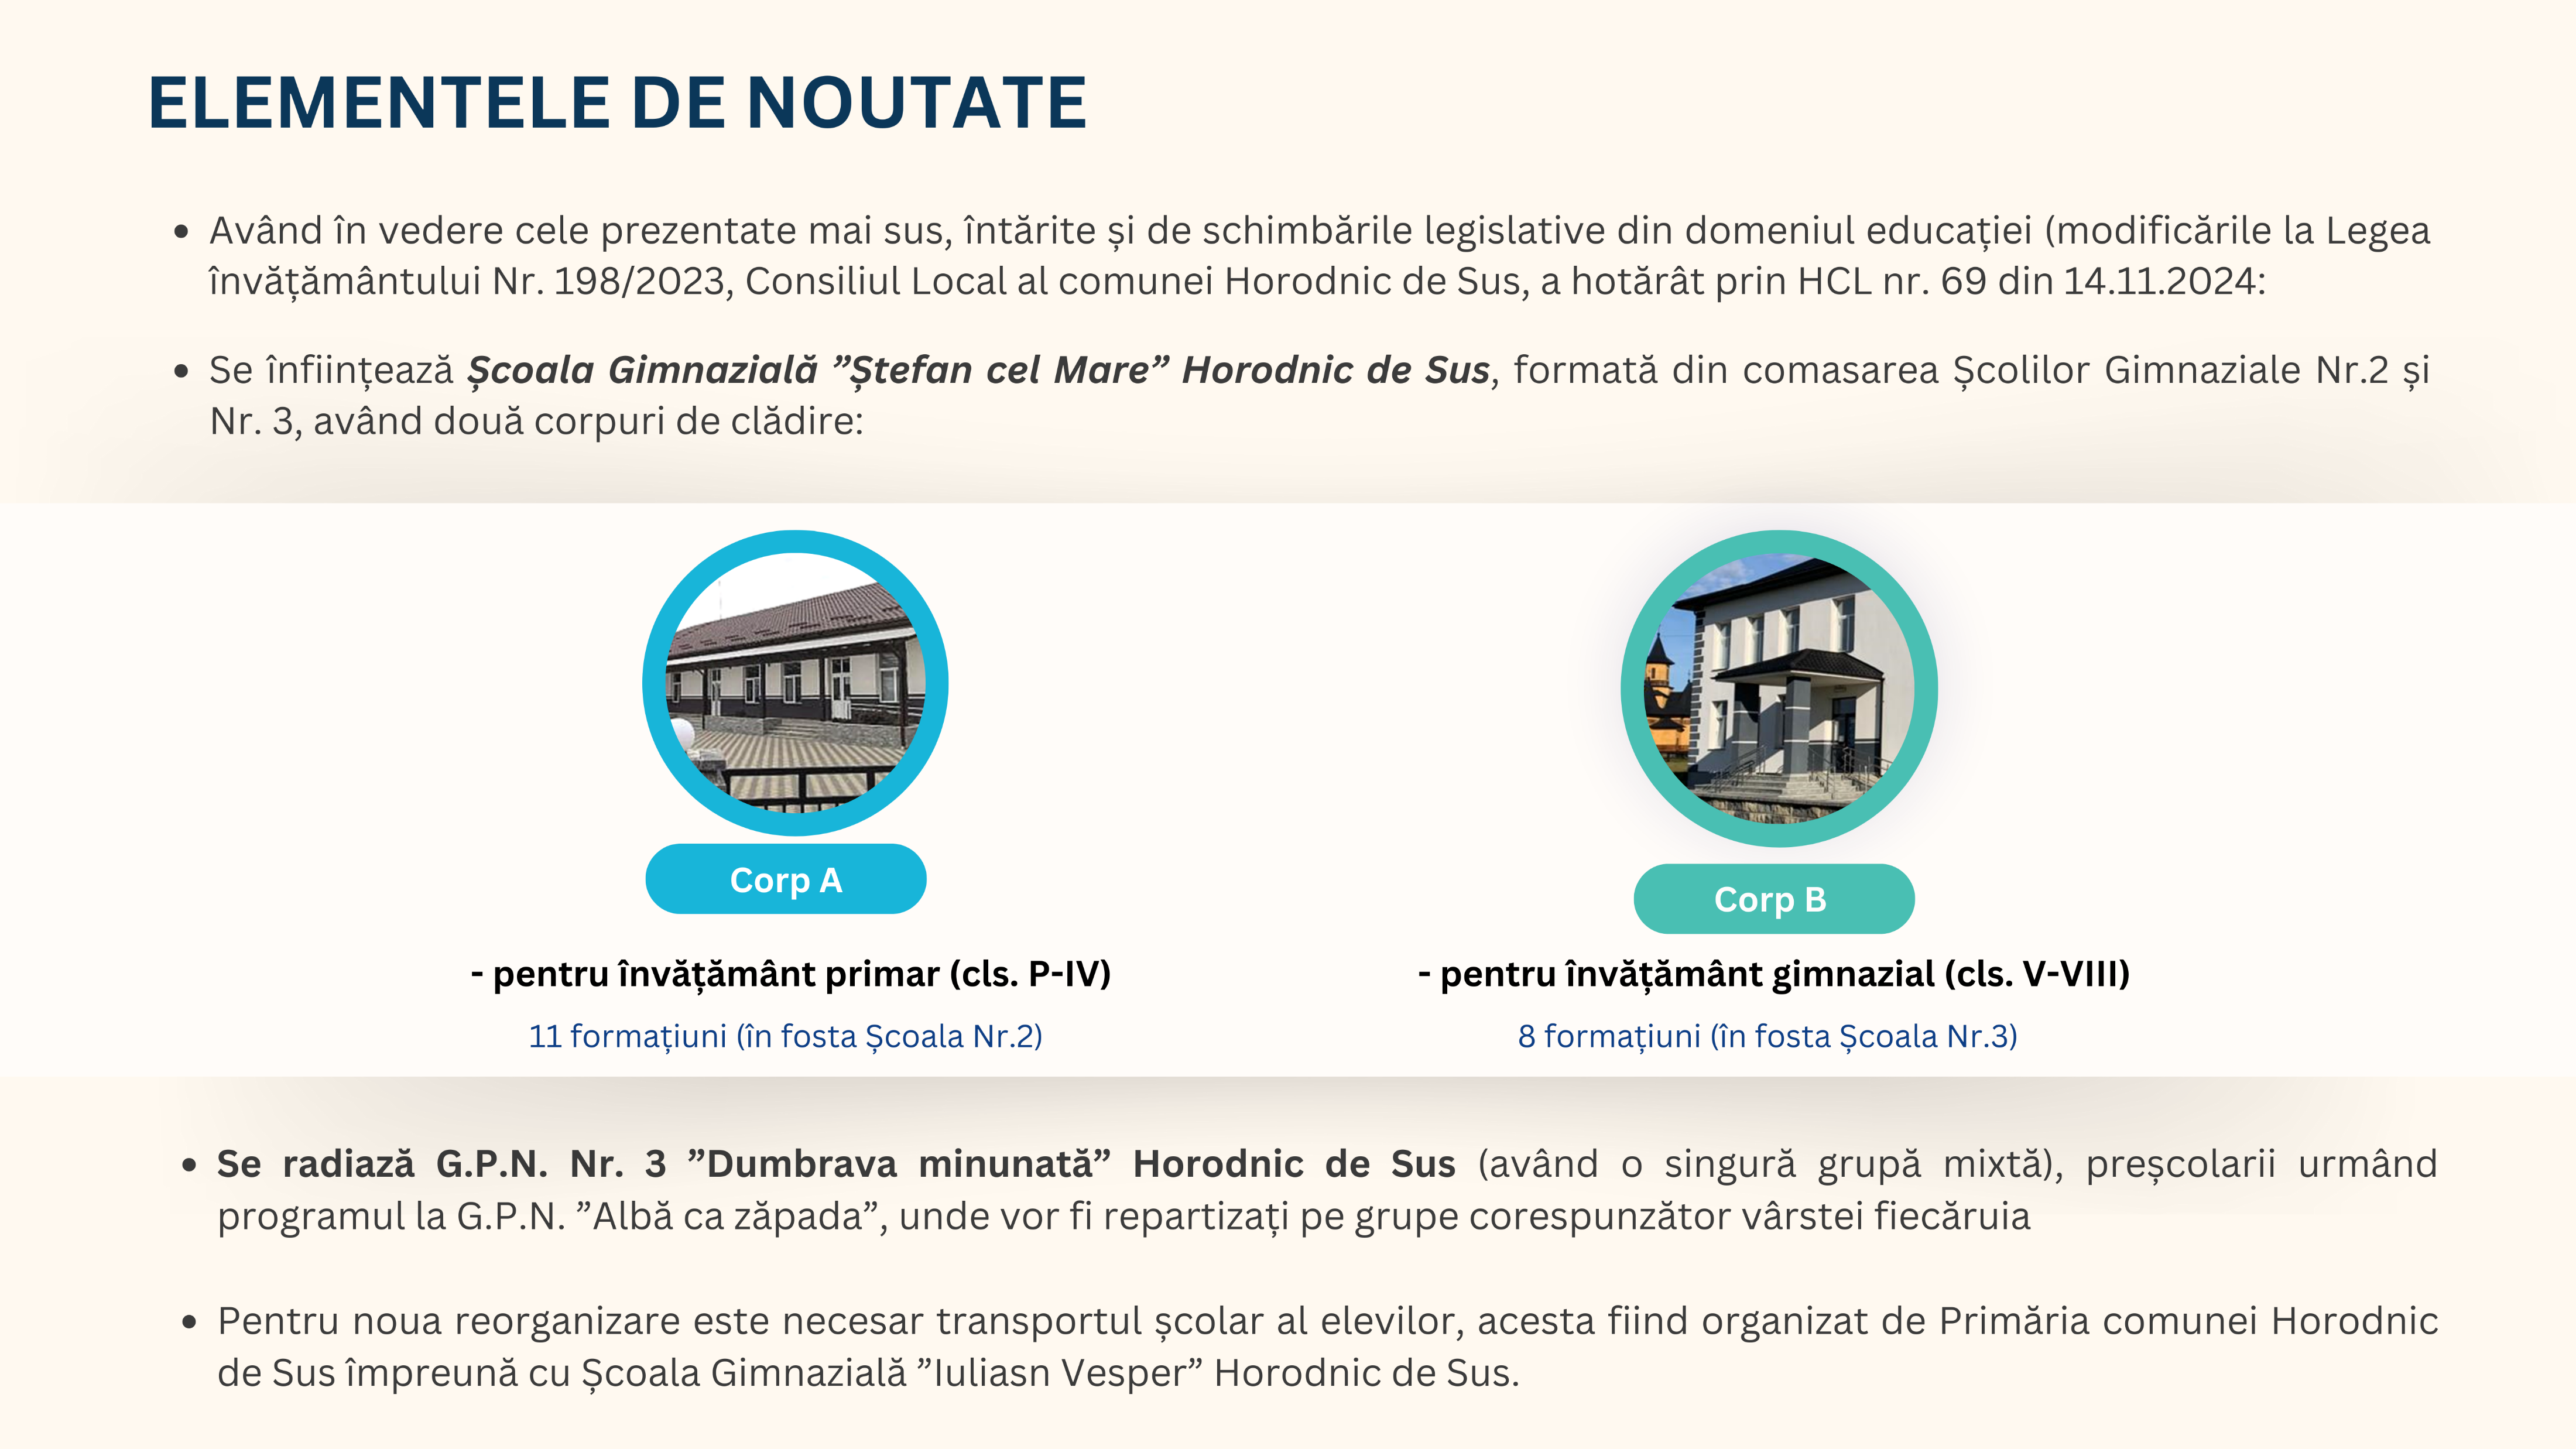 ELEMENTELE DE NOUTATE
• Având în vedere cele prezentate mai sus, întărite și de schimbările legislative din domeniul educației (modificările la Legea
învățământului Nr. 198/2023, Consiliul Local al comunei Horodnic de Sus, a hotărât prin HCL nr. 69 din 14.11.2024:
• Se înființează Școala Gimnazială ”Ștefan cel Mare” Horodnic de Sus, formată din comasarea Școlilor Gimnaziale Nr.2 și
Nr. 3, având două corpuri de clădire:
Corp A
- pentru învățământ primar (cls. P-IV)
11 formațiuni (în fosta Școala Nr.2)
Corp B
- pentru învățământ gimnazial (cls. V-VIII)
8 formațiuni (în fosta Școala Nr.3)
• Se radiază G.P.N. Nr. 3 ”Dumbrava minunată” Horodnic de Sus (având o singură grupă mixtă), preșcolarii urmând
programul la G.P.N. ”Albă ca zăpada”, unde vor fi repartizați pe grupe corespunzător vârstei fiecăruia
• Pentru noua reorganizare este necesar transportul școlar al elevilor, acesta fiind organizat de Primăria comunei Horodnic
de Sus împreună cu Școala Gimnazială ”Iuliasn Vesper” Horodnic de Sus.